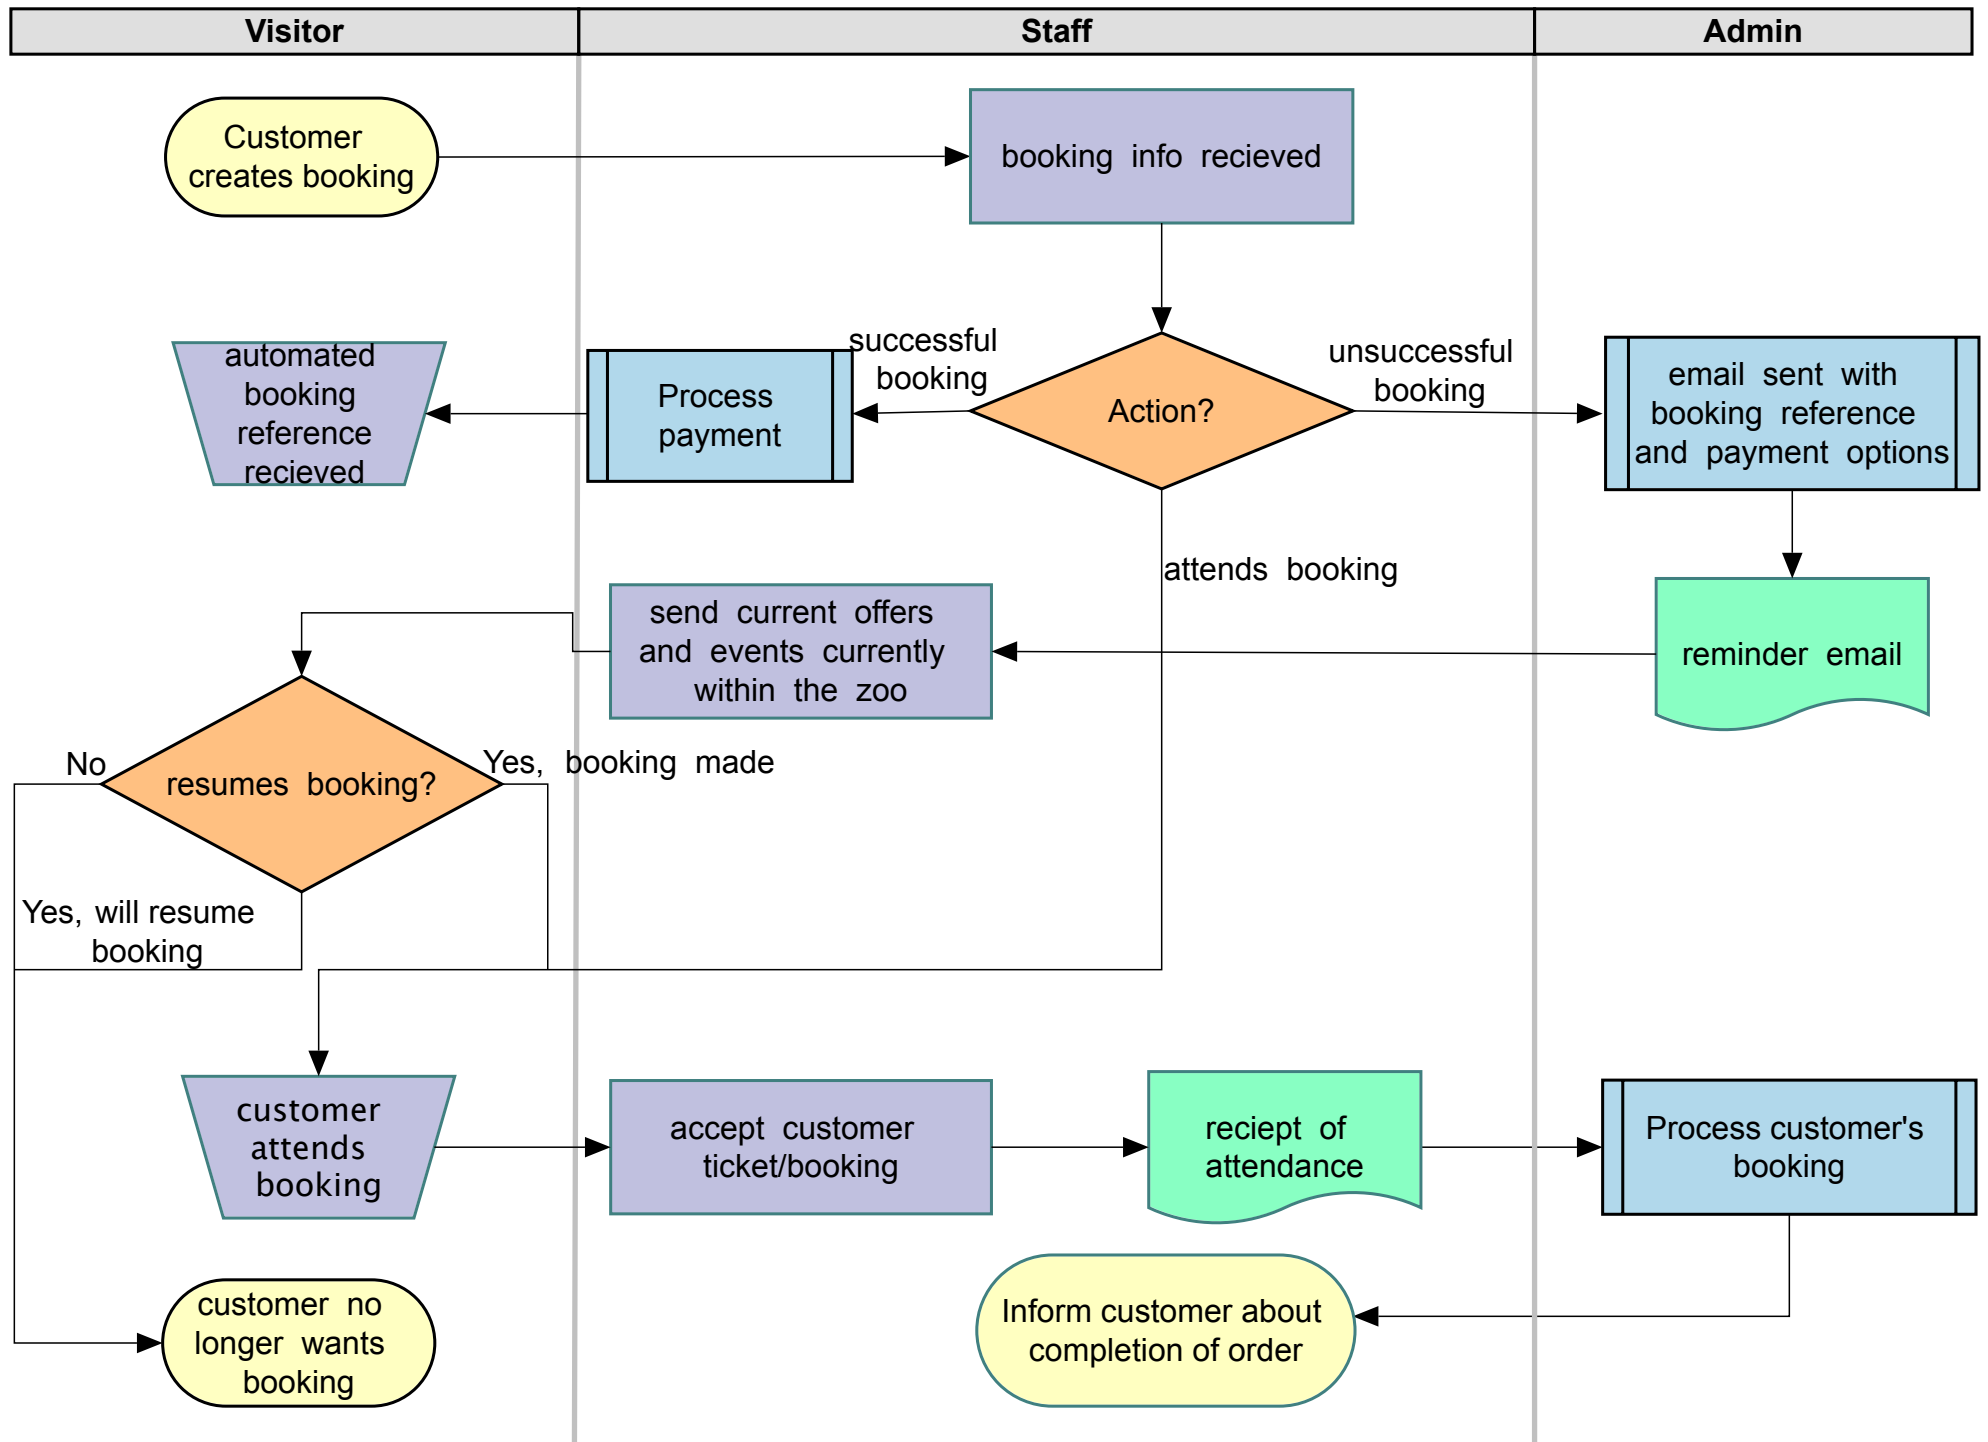 Visitor
Staff
Admin
Customer
creates booking
booking info recieved
automated
booking
reference
recieved
Process
payment
successful
booking
Action?
unsuccessful
booking
email sent with
booking reference
and payment options
attends booking
send current offers
and events currently
within the zoo
reminder email
No
resumes booking?
Yes, booking made
Yes, will resume
booking
customer
attends
booking
accept customer
ticket/booking
reciept of
attendance
Process customer's
booking
customer no
longer wants
booking
Inform customer about
completion of order